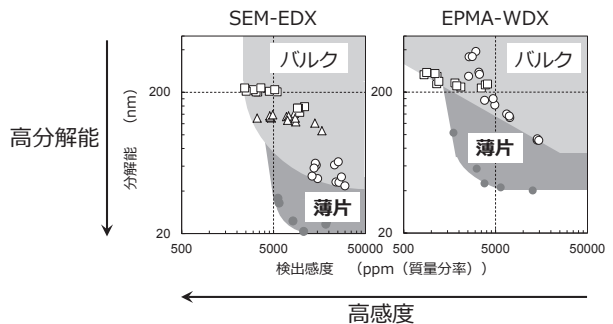 SEM-EDX
EPMA-WDX
高分解能
分解能 (nm)
200
20
バルク
薄片
500
5000
50000
200
20
バルク
薄片
500
5000
50000
検出感度 (ppm(質量分率))
高感度